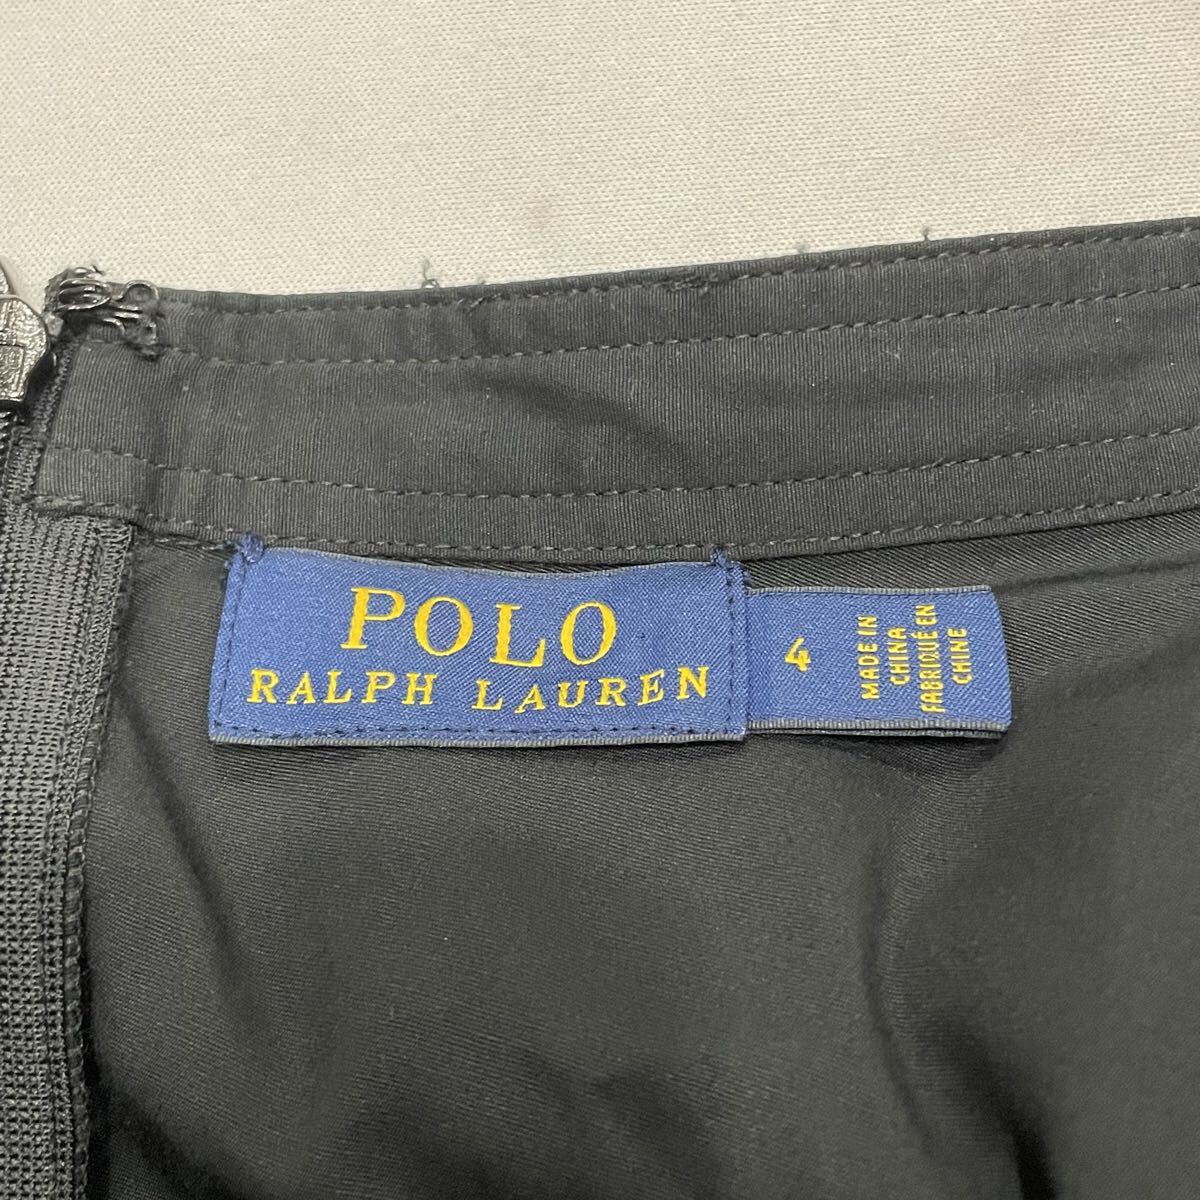 POLO
RALPH LAUREN
4
MADE IN
CHINA
FABRIQUÉ EN
CHINE